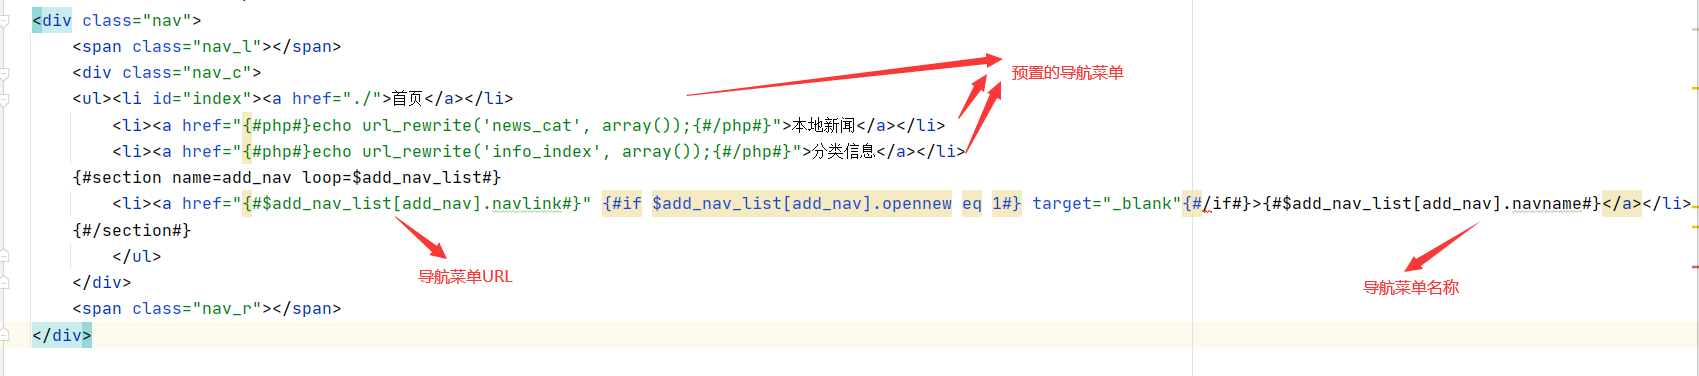 <div class="nav">
<span class="nav_l"></span>
<div class="nav_c">
预置的导航菜单
<ul><li id="index"><a href="./">首页</a></li>
<li><a href="{#php#}echo url_rewrite('news_cat', array());{#/php#}">本地新闻</a></li>
<li><a href="{#php#}echo url_rewrite('info_index', array());{#/php#}">分类信息</a></li>
{#section name=add_nav loop=$add_nav_list#}
<li><a href="{#$add_nav_list[add_nav].navlink#}" {#if $add_nav_list[add_nav].opennew eq 1#} target="_blank"{#/if#}>{#$add_nav_list[add_nav].navname#}</a></li>
{#/section#}
</ul>
导航菜单URL
</div>
导航菜单名称
<span class="nav_r"></span>
</div>